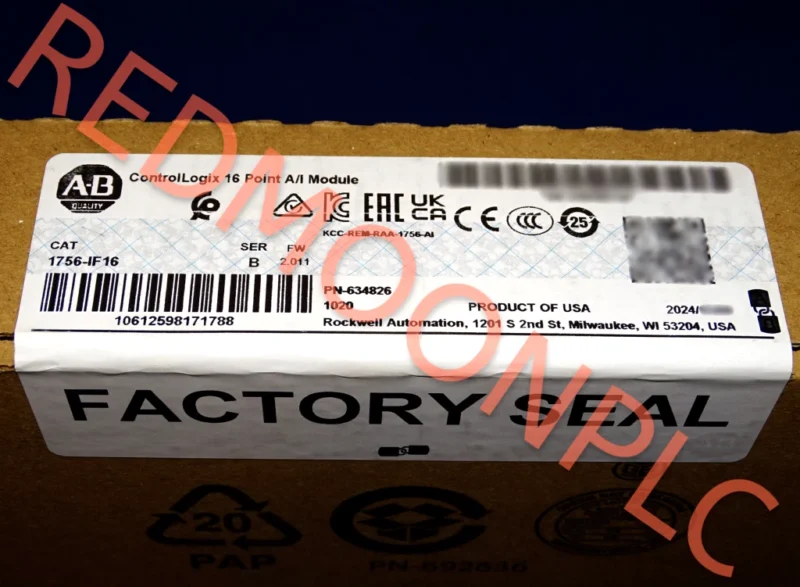 REDMOONPLC
A-B
QUALITY
ControlLogix 16 Point A/I Module
EAC
UK
CA
CE
CCC
25
KCC-REM-RAA-1756-AI
CAT SER FW
1756-IF16 B 2.011
PN-634826
1020 PRODUCT OF USA 2024/
10612598171788
Rockwell Automation, 1201 S 2nd St, Milwaukee, WI 53204, USA
FACTORY SEAL
20
PAP